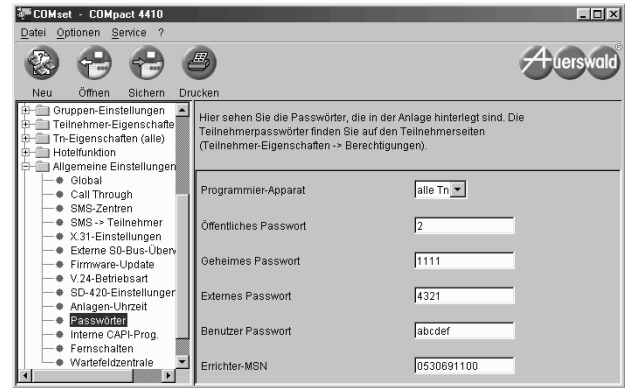 COMset - COMpact 4410
Datei Optionen Service ?
Neu Öffnen Sichern Drucken
Auerswald
Gruppen-Einstellungen
Teilnehmer-Eigenschafte
Tn-Eigenschaften (alle)
Hotelfunktion
Allgemeine Einstellungen
Global
Call Through
SMS-Zentren
SMS -> Teilnehmer
X.31-Einstellungen
Externe S0-Bus-Überv
Firmware-Update
V.24-Betriebsart
SD-420-Einstellunger
Anlagen-Uhrzeit
Passwörter
Interne CAPI-Prog.
Fernschalten
Wartefeldzentrale
Hier sehen Sie die Passwörter, die in der Anlage hinterlegt sind. Die
Teilnehmerpasswörter finden Sie auf den Teilnehmerseiten
(Teilnehmer-Eigenschaften -> Berechtigungen).
Programmier-Apparat alle Tn
Öffentliches Passwort 2
Geheimes Passwort 1111
Externes Passwort 4321
Benutzer Passwort abcdef
Errichter-MSN 0530691100